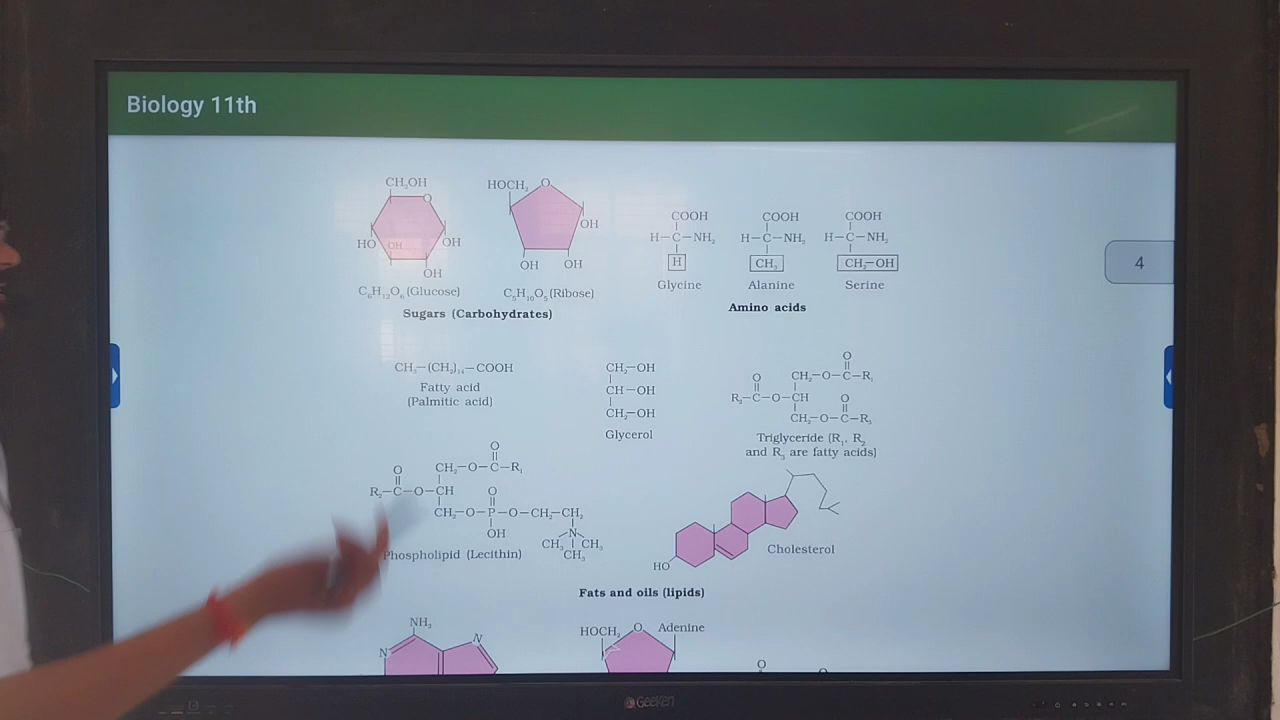 Biology 11th
4
CH₂OH
O
HO OH OH
OH
C₆H₁₂O₆ (Glucose)
HOCH₂ O
OH
OH OH
C₅H₁₀O₅ (Ribose)
Sugars (Carbohydrates)
COOH
H–C–NH₂
H
Glycine
COOH
H–C–NH₂
CH₃
Alanine
COOH
H–C–NH₂
CH₂–OH
Serine
Amino acids
CH₃–(CH₂)₁₄–COOH
Fatty acid
(Palmitic acid)
CH₂–OH
CH–OH
CH₂–OH
Glycerol
O
O CH₂–O–C–R₁
R₂–C–O–CH O
CH₂–O–C–R₃
Triglyceride (R₁, R₂
and R₃ are fatty acids)
O
O CH₂–O–C–R₁
R₂–C–O–CH O
CH₂–O–P–O–CH₂–CH₂
OH N
CH₃ CH₃
CH₃
Phospholipid (Lecithin)
HO
Cholesterol
Fats and oils (lipids)
NH₂
N N
HOCH₂ O Adenine
O
Geeken